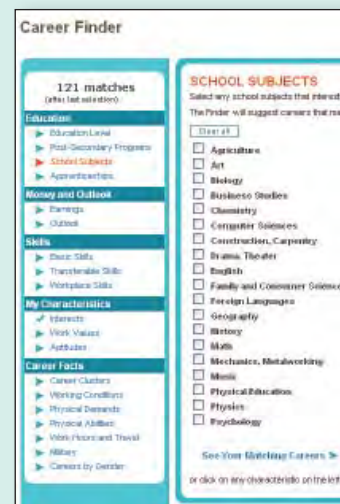 Career Finder
121 matches
(after last selection)
Education
Education Level
Post-Secondary Programs
School Subjects
Apprenticeships
Money and Outlook
Earnings
Outlook
Skills
Basic Skills
Transferable Skills
Workplace Skills
My Characteristics
Interests
Work Values
Aptitudes
Career Facts
Career Clusters
Working Conditions
Physical Demands
Physical Abilities
Work Hours and Travel
Military
Careers by Gender
SCHOOL SUBJECTS
Select any school subjects that interest
The Finder will suggest careers that
Clear all
Agriculture
Art
Biology
Business Studies
Chemistry
Computer Sciences
Construction, Carpentry
Drama, Theater
English
Family and Consumer Science
Foreign Languages
Geography
History
Math
Mechanics, Metalworking
Music
Physical Education
Physics
Psychology
See Your Matching Careers
or click on any characteristic on the left